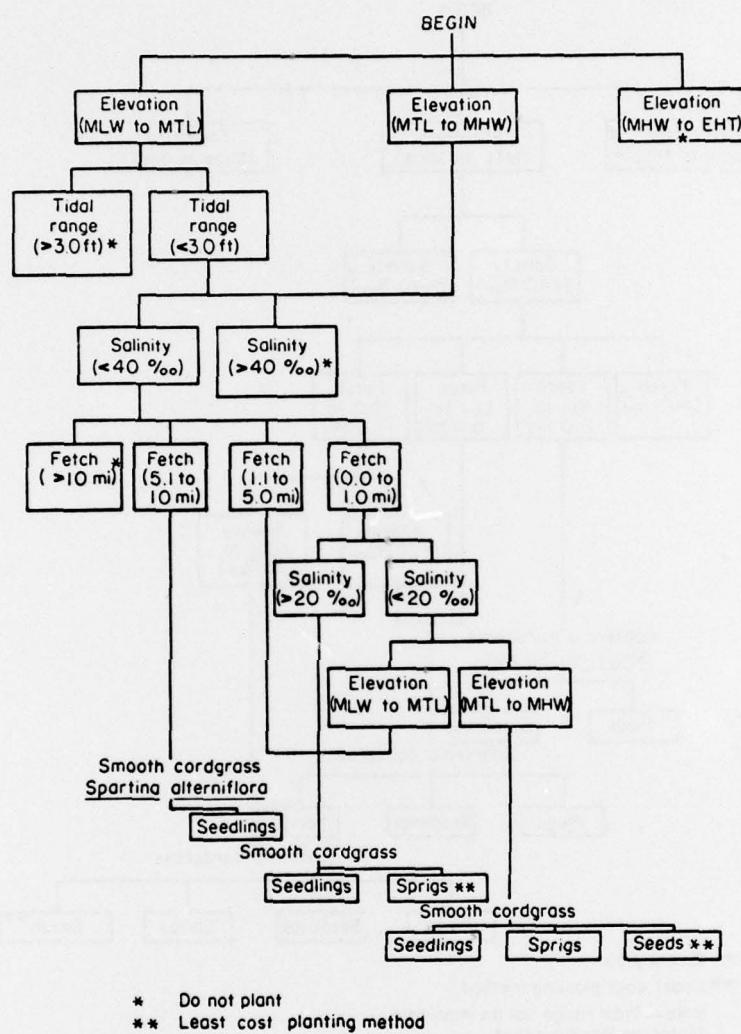 BEGIN
Elevation
(MLW to MTL)
Elevation
(MTL to MHW)
Elevation
(MHW to EHT)
*
Tidal
range
(>3.0 ft) *
Tidal
range
(<3.0 ft)
Salinity
(<40 ‰)
Salinity
(>40 ‰) *
Fetch *
(>10 mi)
Fetch
(5.1 to
10 mi)
Fetch
(1.1 to
5.0 mi)
Fetch
(0.0 to
1.0 mi)
Salinity
(>20 ‰)
Salinity
(<20 ‰)
Elevation
(MLW to MTL)
Elevation
(MTL to MHW)
Smooth cordgrass
Sparting alterniflora
Seedlings
Smooth cordgrass
Seedlings
Sprigs **
Smooth cordgrass
Seedlings
Sprigs
Seeds **
* Do not plant
** Least cost planting method